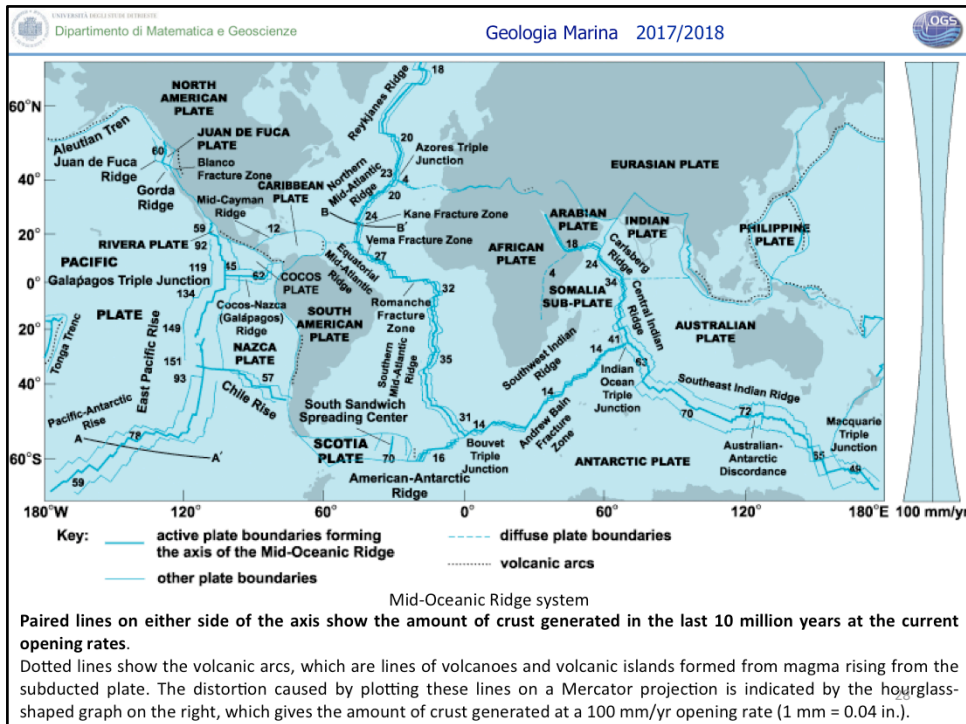 UNIVERSITÀ DEGLI STUDI DI TRIESTE
Dipartimento di Matematica e Geoscienze
Geologia Marina 2017/2018
OGS
60°N
40°
20°
0°
20°
40°
60°S
180°W
120°
60°
0°
60°
120°
180°E
100 mm/yr
NORTH
AMERICAN
PLATE
Aleutian Tren
60
JUAN DE FUCA
PLATE
Juan de Fuca
Ridge
Blanco
Fracture Zone
Gorda
Ridge
Mid-Cayman
Ridge
CARIBBEAN
PLATE
12
59
RIVERA PLATE
92
PACIFIC
119
Galápagos Triple Junction
134
45
62
COCOS
PLATE
Cocos-Nazca
(Galápagos)
Ridge
PLATE
149
Tonga Trenc
East Pacific Rise
NAZCA
PLATE
151
93
57
Chile Rise
Pacific-Antarctic
Rise
A
78
A'
59
SOUTH
AMERICAN
PLATE
South Sandwich
Spreading Center
SCOTIA
PLATE
70
16
American-Antarctic
Ridge
18
Reykjanes Ridge
20
Azores Triple
Junction
Northern
Mid-Atlantic
Ridge
23
4
20
B
24
B'
Kane Fracture Zone
Vema Fracture Zone
27
Equatorial
Mid-Atlantic
Ridge
32
Romanche
Fracture
Zone
Southern
Mid-Atlantic
Ridge
35
31
14
Bouvet
Triple
Junction
EURASIAN PLATE
ARABIAN
PLATE
INDIAN
PLATE
PHILIPPINE
PLATE
AFRICAN
PLATE
18
24
Carlsberg
Ridge
4
34
SOMALIA
SUB-PLATE
Central Indian
Ridge
AUSTRALIAN
PLATE
Southwest Indian
Ridge
14
41
63
Indian
Ocean
Triple
Junction
14
Andrew Bain
Fracture
Zone
Southeast Indian Ridge
70
72
Macquarie
Triple
Junction
Australian-
Antarctic
Discordance
55
49
ANTARCTIC PLATE
Key:
active plate boundaries forming
the axis of the Mid-Oceanic Ridge
other plate boundaries
diffuse plate boundaries
volcanic arcs
Mid-Oceanic Ridge system
Paired lines on either side of the axis show the amount of crust generated in the last 10 million years at the current
opening rates.
Dotted lines show the volcanic arcs, which are lines of volcanoes and volcanic islands formed from magma rising from the
subducted plate. The distortion caused by plotting these lines on a Mercator projection is indicated by the hourglass-
shaped graph on the right, which gives the amount of crust generated at a 100 mm/yr opening rate (1 mm = 0.04 in.).
28